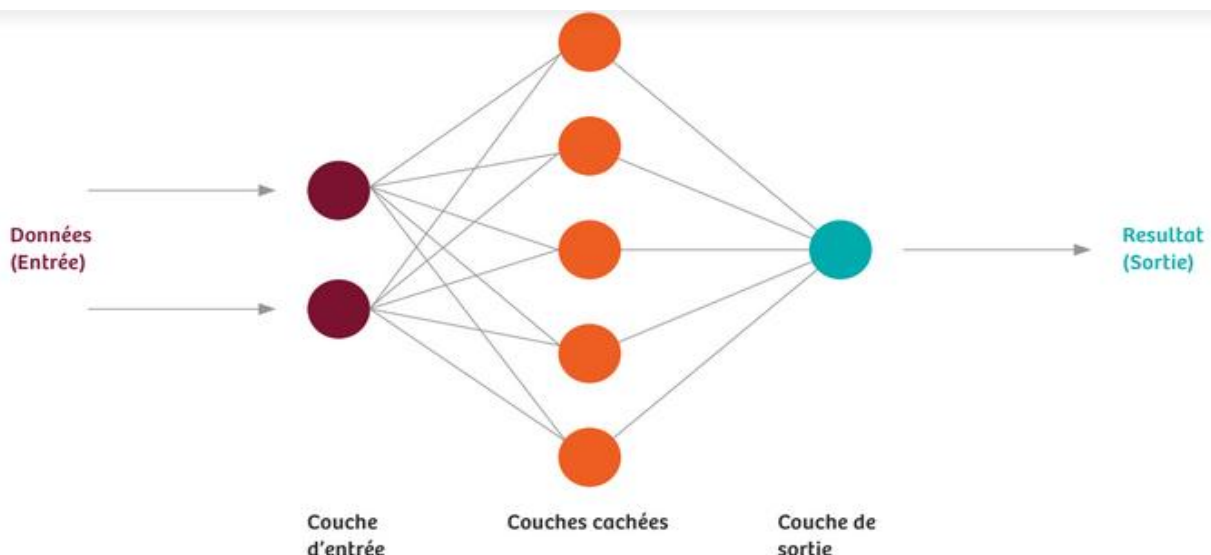 Données
(Entrée)
Resultat
(Sortie)
Couche
d'entrée
Couches cachées
Couche de
sortie